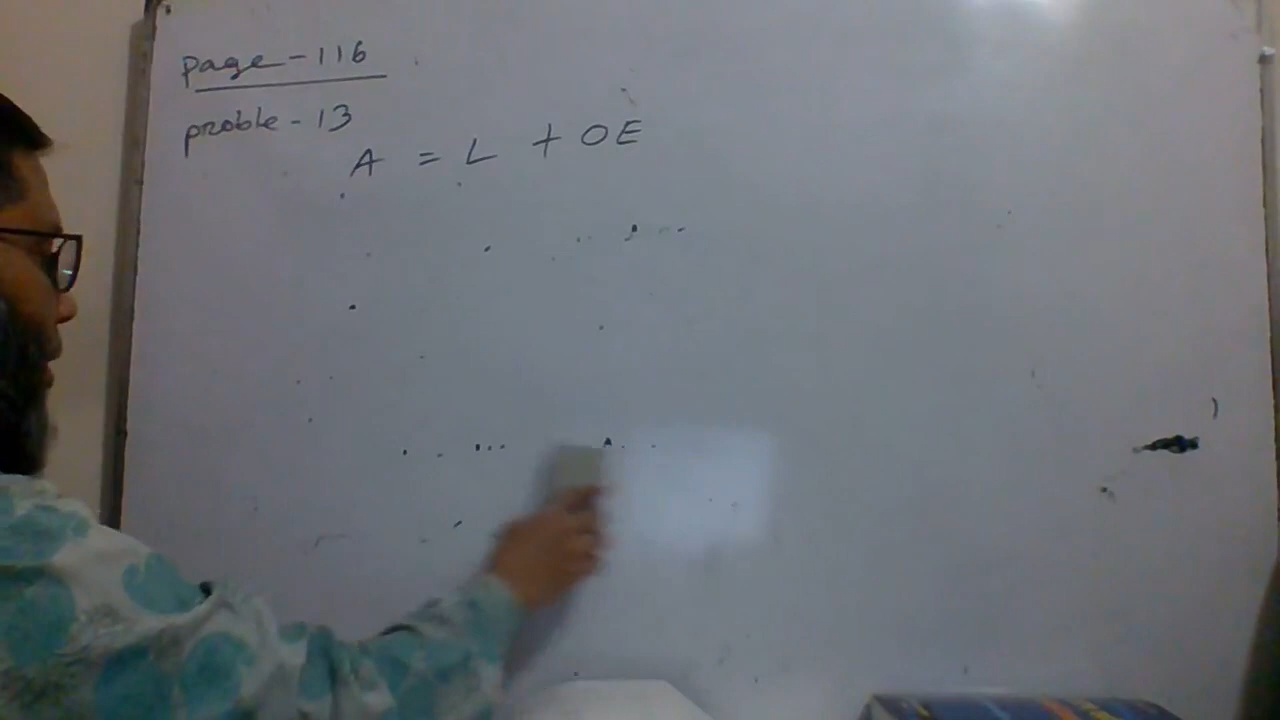 page-116
proble-13
A = L + OE